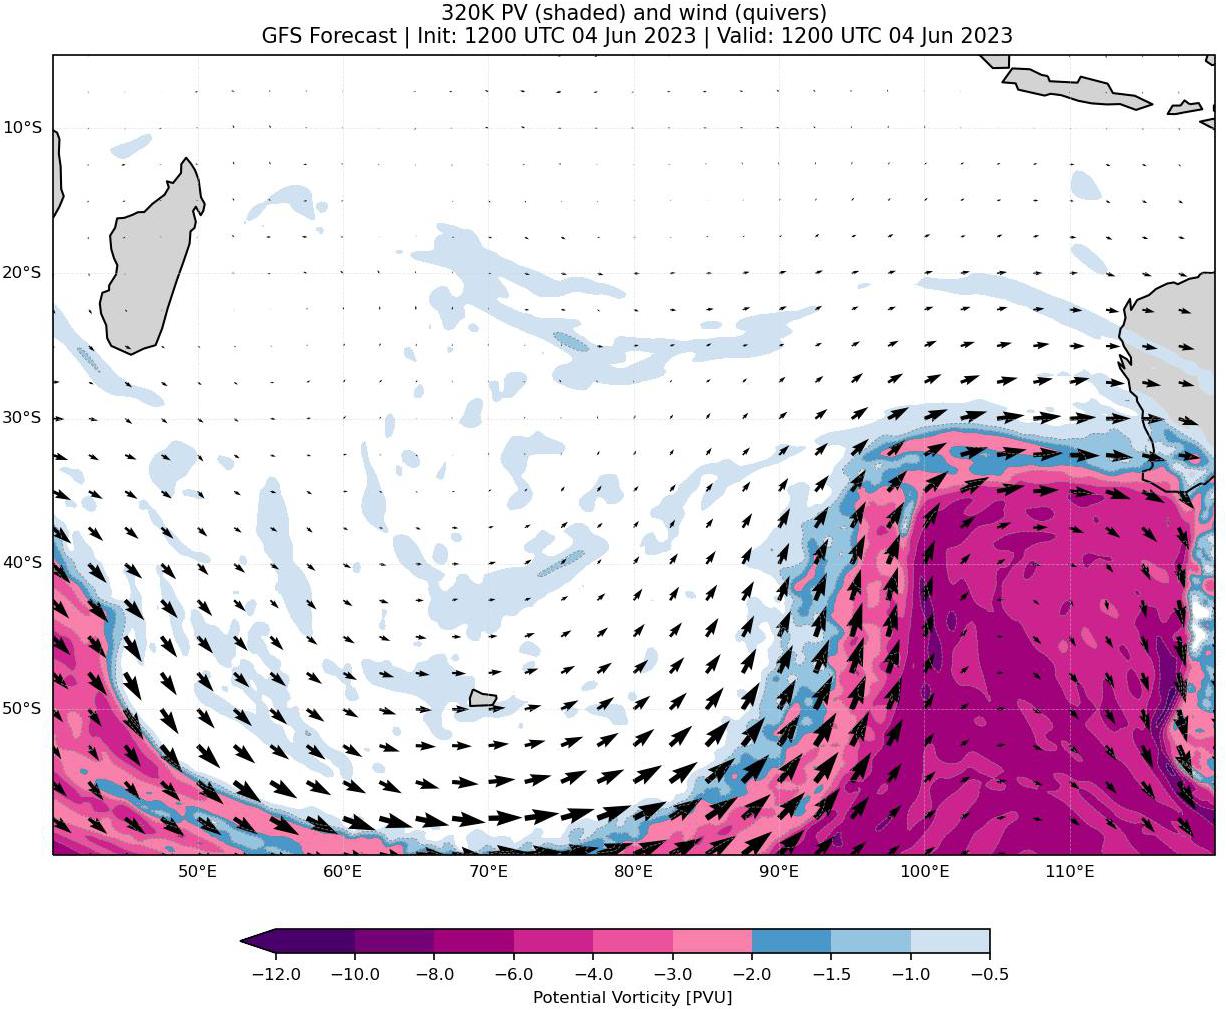 320K PV (shaded) and wind (quivers)
GFS Forecast | Init: 1200 UTC 04 Jun 2023 | Valid: 1200 UTC 04 Jun 2023
10°S
20°S
30°S
40°S
50°S
50°E 60°E 70°E 80°E 90°E 100°E 110°E
−12.0 −10.0 −8.0 −6.0 −4.0 −3.0 −2.0 −1.5 −1.0 −0.5
Potential Vorticity [PVU]